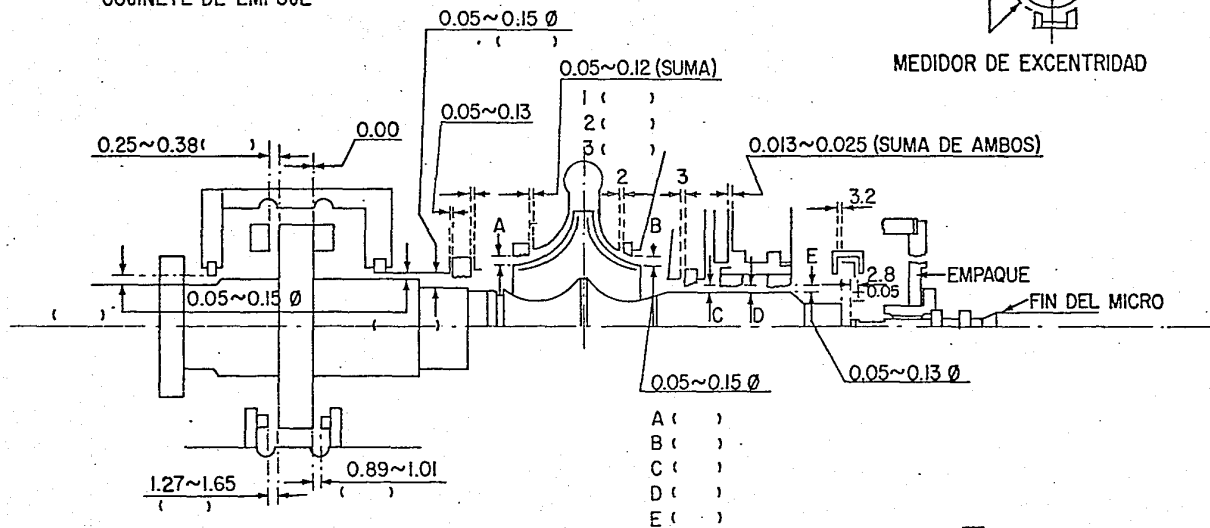 0.05~0.15 Ø
( )
MEDIDOR DE EXCENTRIDAD
0.05~0.12 (SUMA)
1 ( )
2 ( )
3 ( )
0.05~0.13
0.00
0.25~0.38( )
0.013~0.025 (SUMA DE AMBOS)
2
3
3.2
A
B
E
2.8
±0.05
EMPAQUE
0.05~0.15 Ø
FIN DEL MICRO
( )
( )
C
D
0.05~0.15 Ø
0.05~0.13 Ø
A ( )
B ( )
C ( )
D ( )
E ( )
0.89~1.01
( )
1.27~1.65
( )